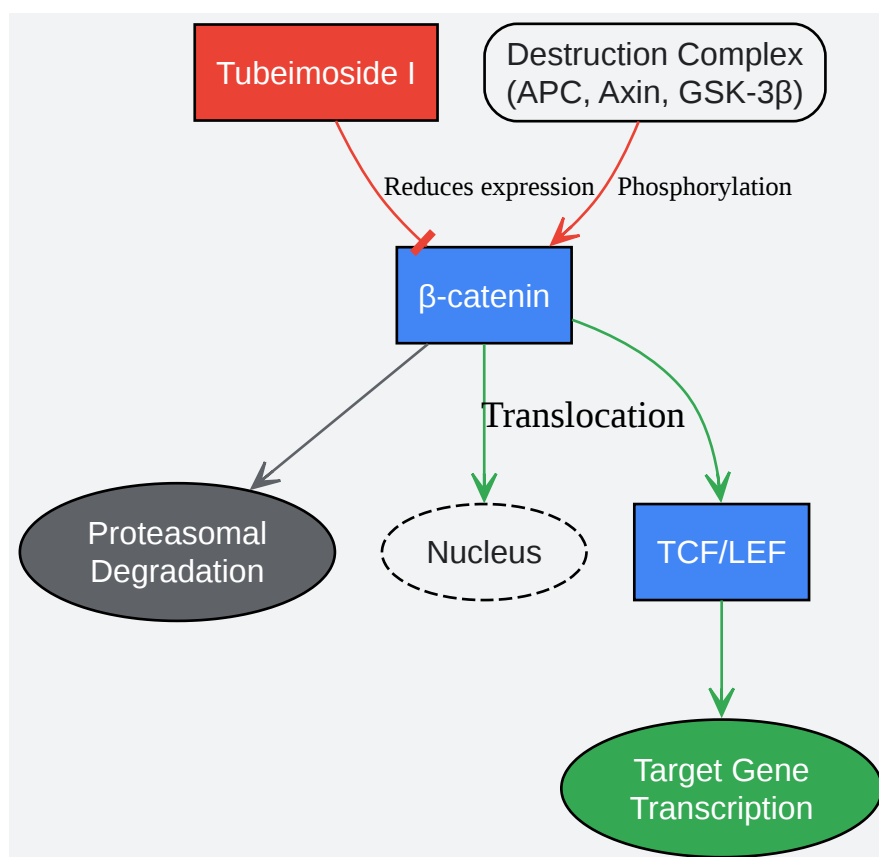 Tubeimoside I
Destruction Complex
(APC, Axin, GSK-3β)
Reduces expression
Phosphorylation
β-catenin
Translocation
Proteasomal
Degradation
Nucleus
TCF/LEF
Target Gene
Transcription